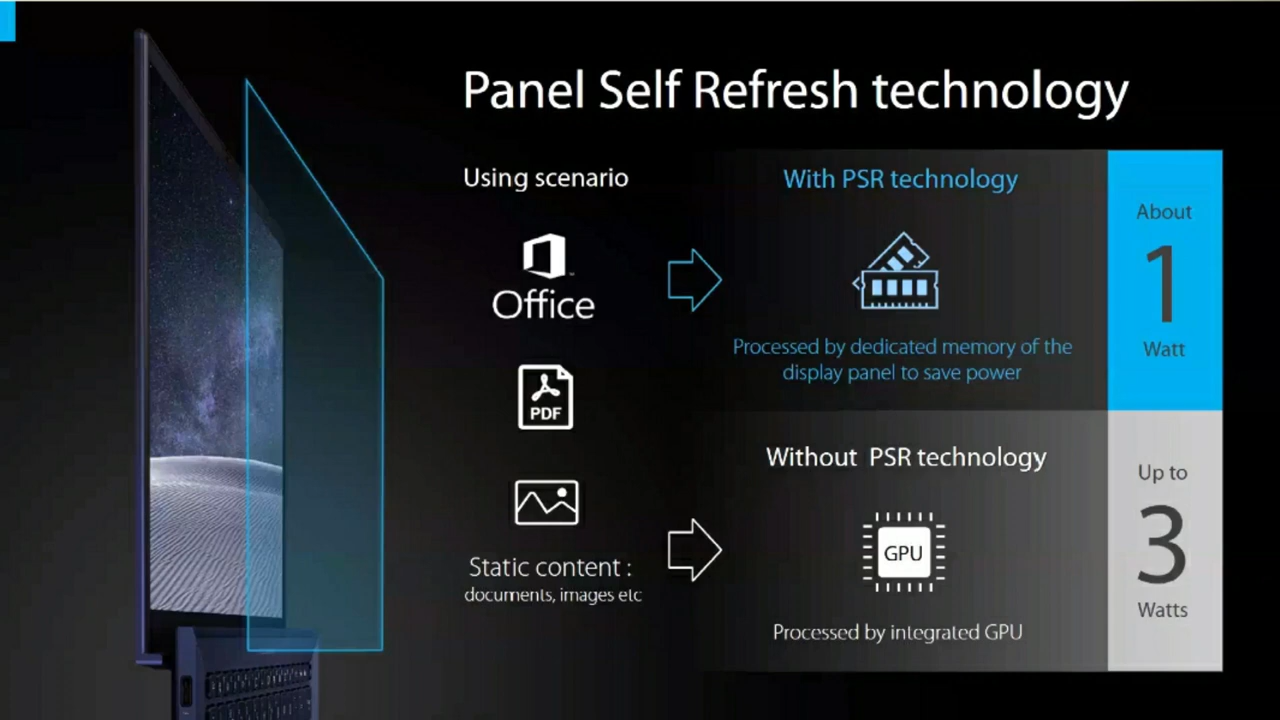 Panel Self Refresh technology
Using scenario
Office
PDF
Static content :
documents, images etc
With PSR technology
Processed by dedicated memory of the
display panel to save power
About
1
Watt
Without PSR technology
GPU
Processed by integrated GPU
Up to
3
Watts